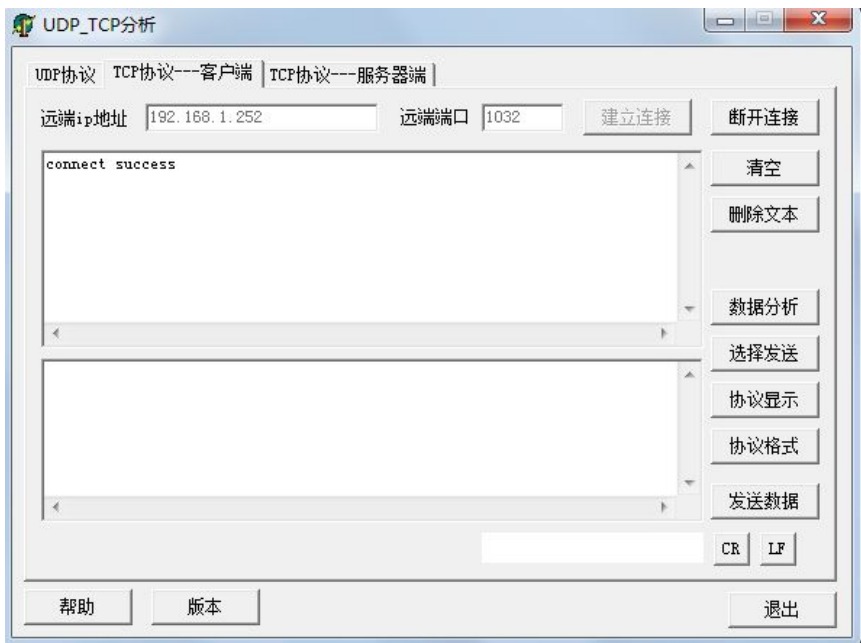 UDP_TCP分析
UDP协议 TCP协议---客户端 TCP协议---服务器端
远端ip地址 192.168.1.252 远端端口 1032 建立连接 断开连接
connect success
清空
删除文本
数据分析
选择发送
协议显示
协议格式
发送数据
CR LF
帮助 版本 退出